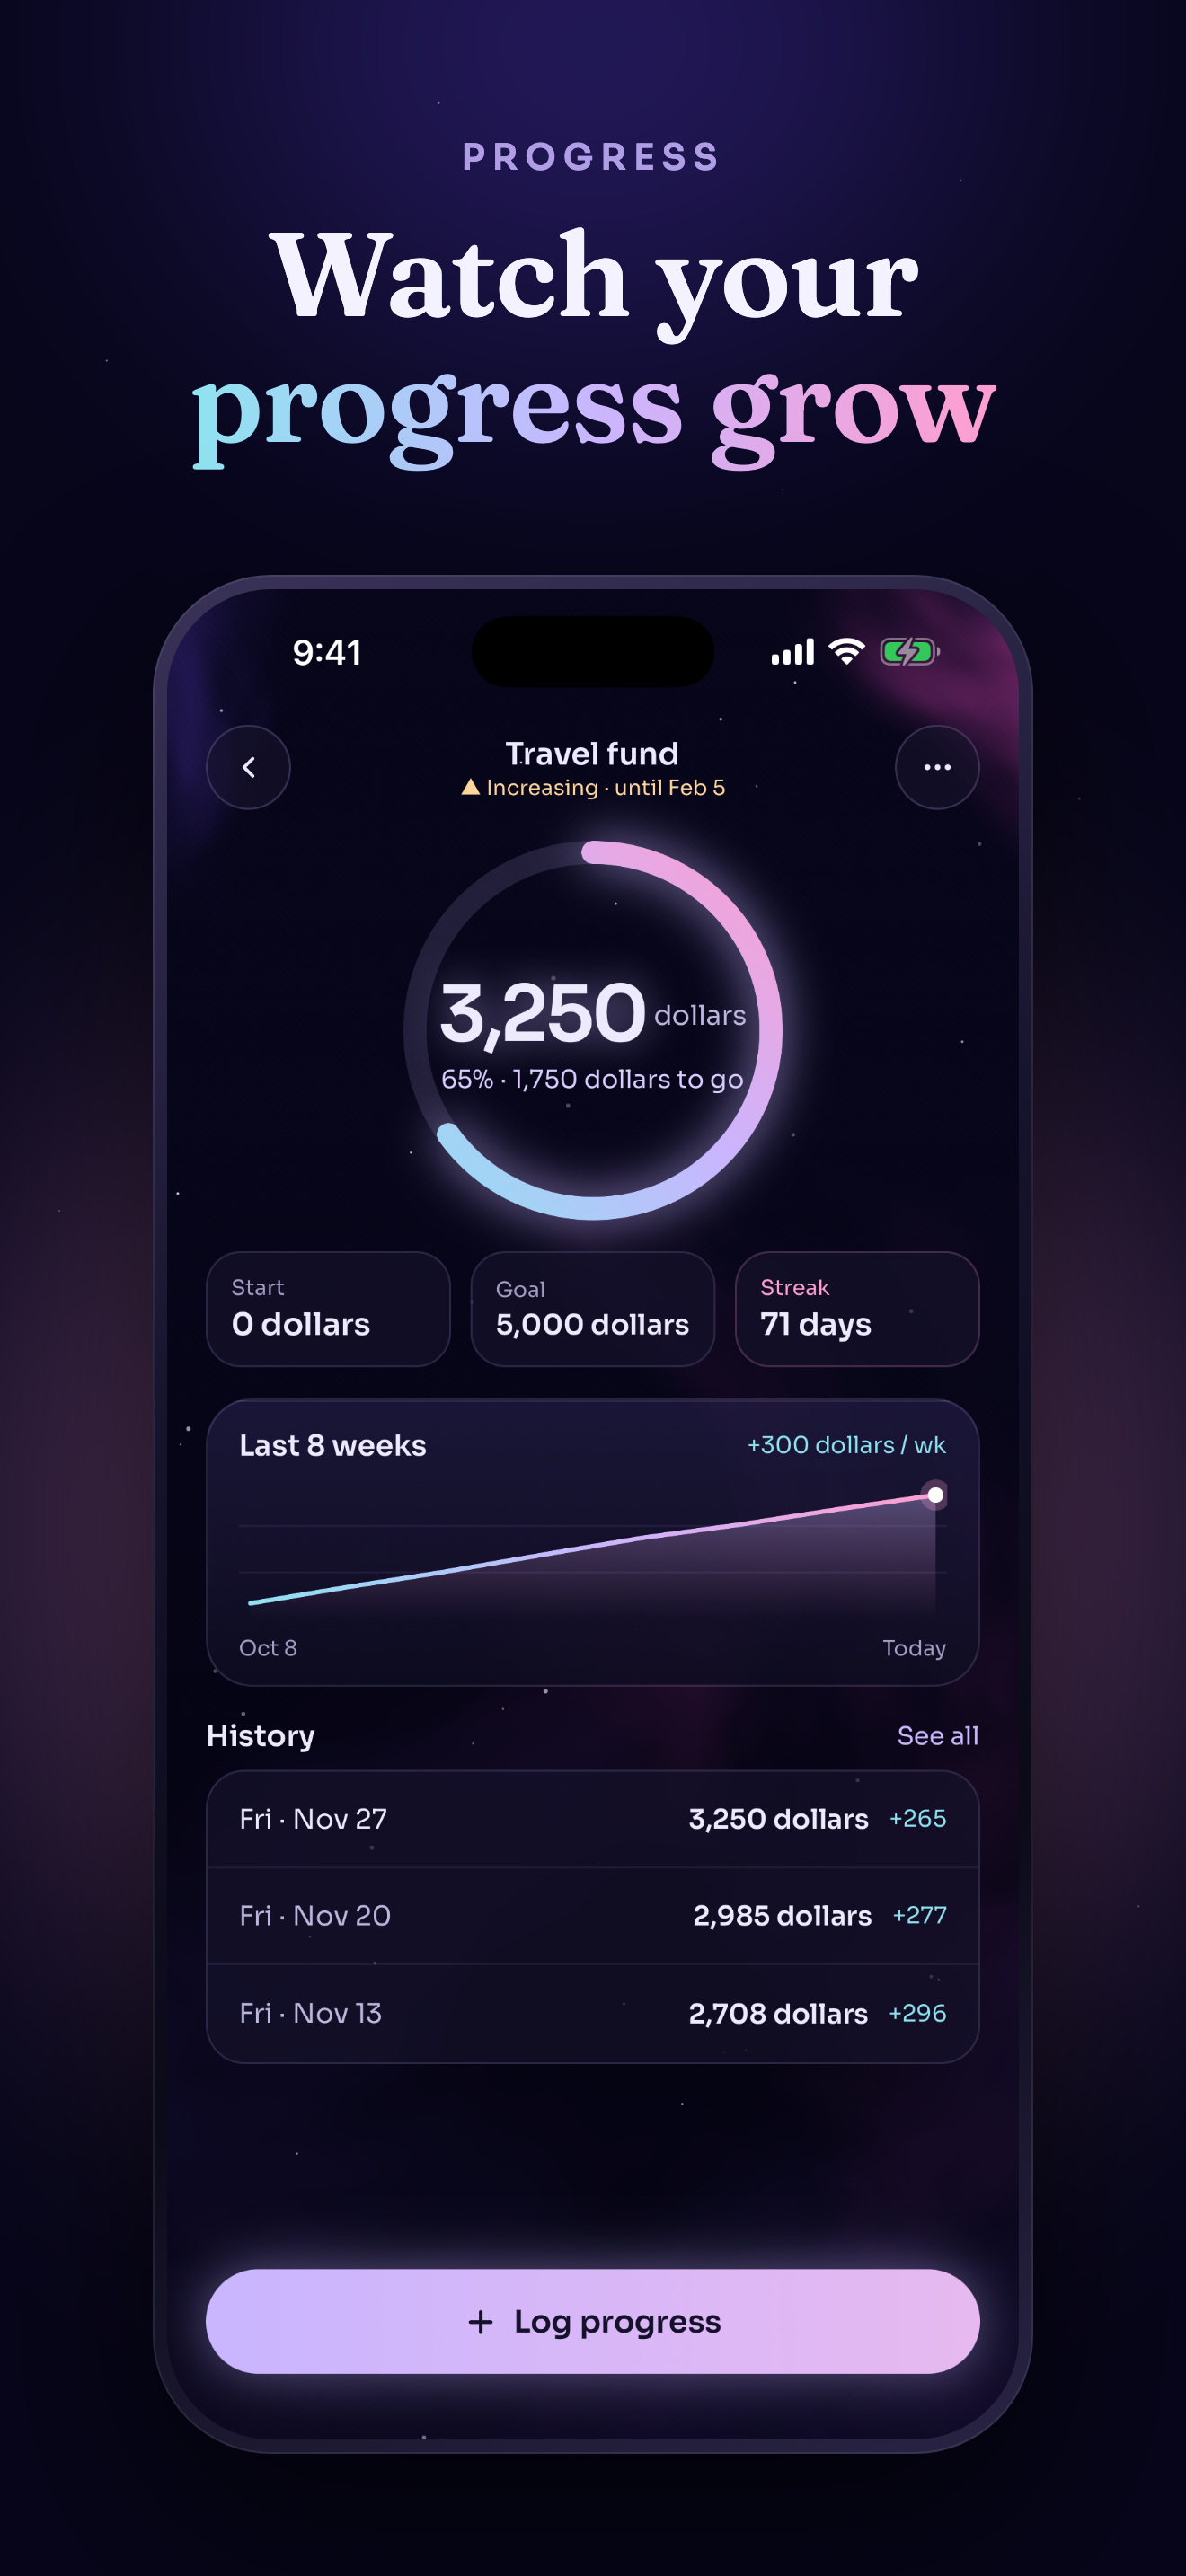 PROGRESS
Watch your
progress grow
9:41
Travel fund
▲ Increasing · until Feb 5
3,250 dollars
65% · 1,750 dollars to go
Start
0 dollars
Goal
5,000 dollars
Streak
71 days
Last 8 weeks
+300 dollars / wk
Oct 8
Today
History
See all
Fri · Nov 27
3,250 dollars +265
Fri · Nov 20
2,985 dollars +277
Fri · Nov 13
2,708 dollars +296
+ Log progress